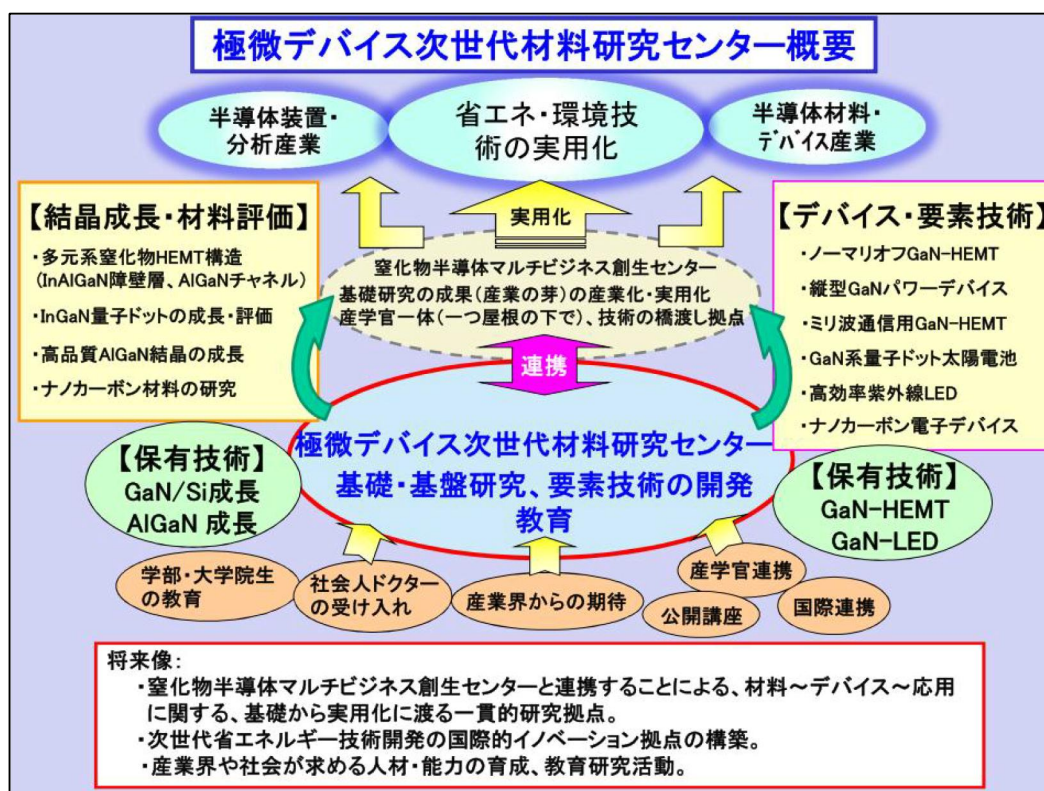 極微デバイス次世代材料研究センター概要
半導体装置・
分析産業
省エネ・環境技
術の実用化
半導体材料・
ﾃﾞﾊﾞｲｽ産業
【結晶成長・材料評価】
・多元系窒化物HEMT構造
(InAlGaN障壁層、AlGaNチャネル)
・InGaN量子ドットの成長・評価
・高品質AlGaN結晶の成長
・ナノカーボン材料の研究
実用化
窒化物半導体マルチビジネス創生センター
基礎研究の成果(産業の芽)の産業化・実用化
産学官一体(一つ屋根の下で)、技術の橋渡し拠点
連携
【デバイス・要素技術】
・ノーマリオフGaN-HEMT
・縦型GaNパワーデバイス
・ミリ波通信用GaN-HEMT
・GaN系量子ドット太陽電池
・高効率紫外線LED
・ナノカーボン電子デバイス
極微デバイス次世代材料研究センター
基礎・基盤研究、要素技術の開発
教育
【保有技術】
GaN/Si成長
AlGaN 成長
【保有技術】
GaN-HEMT
GaN-LED
学部・大学院生
の教育
社会人ドクター
の受け入れ
産業界からの期待
産学官連携
公開講座
国際連携
将来像:
・窒化物半導体マルチビジネス創生センターと連携することによる、材料～デバイス～応用
に関する、基礎から実用化に渡る一貫的研究拠点。
・次世代省エネルギー技術開発の国際的イノベーション拠点の構築。
・産業界や社会が求める人材・能力の育成、教育研究活動。